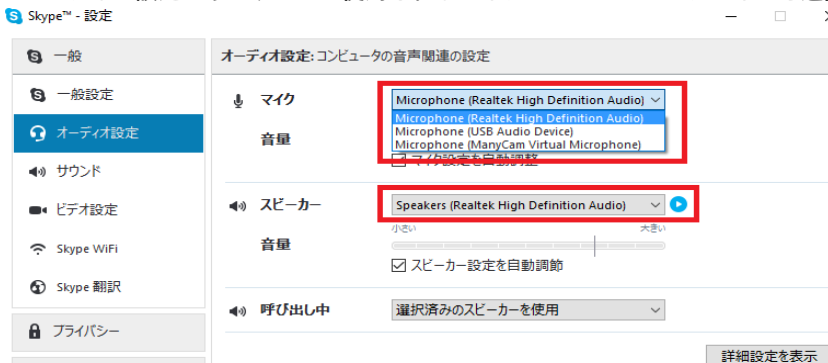 Skype™ - 設定
一般
オーディオ設定: コンピュータの音声関連の設定
一般設定
オーディオ設定
サウンド
ビデオ設定
Skype WiFi
Skype 翻訳
プライバシー
マイク
Microphone (Realtek High Definition Audio)
Microphone (Realtek High Definition Audio)
Microphone (USB Audio Device)
Microphone (ManyCam Virtual Microphone)
音量
マイク設定を自動調整
スピーカー
Speakers (Realtek High Definition Audio)
小さい
大きい
音量
スピーカー設定を自動調節
呼び出し中
選択済みのスピーカーを使用
詳細設定を表示